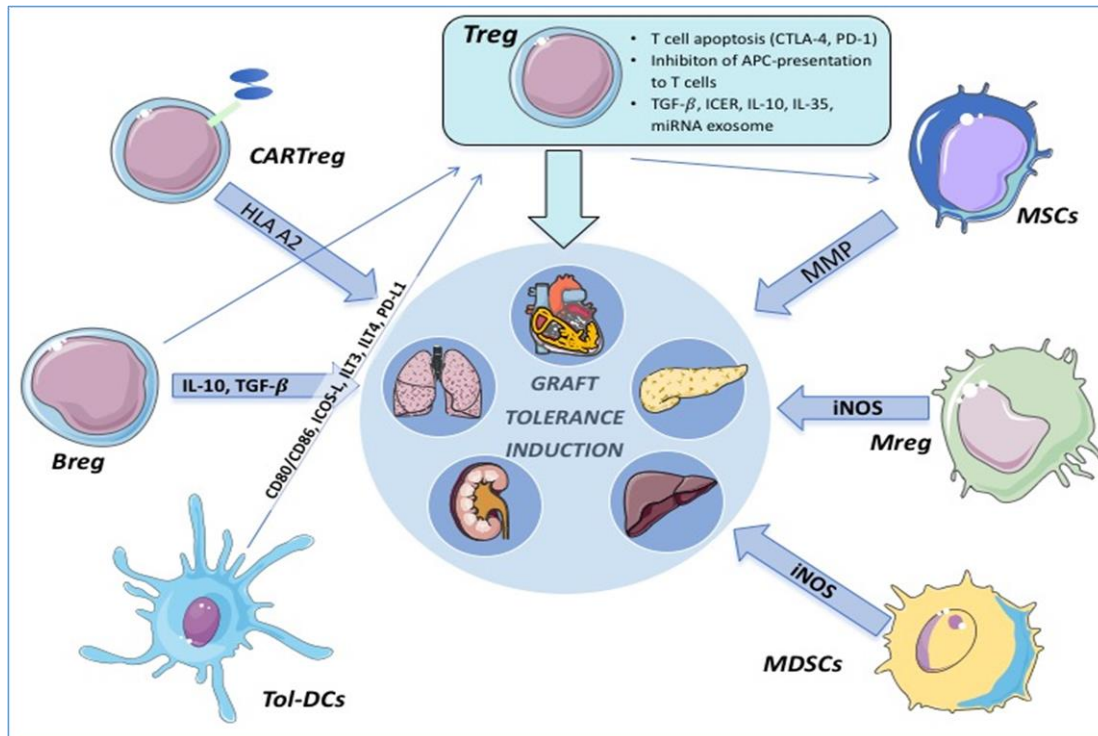 Treg
• T cell apoptosis (CTLA-4, PD-1)
• Inhibiton of APC-presentation
to T cells
• TGF-β, ICER, IL-10, IL-35,
miRNA exosome
CARTreg
HLA A2
MSCs
MMP
Breg
IL-10, TGF-β
CD80/CD86, ICOS-L, ILT3, ILT4, PD-L1
GRAFT
TOLERANCE
INDUCTION
iNOS
Mreg
Tol-DCs
iNOS
MDSCs